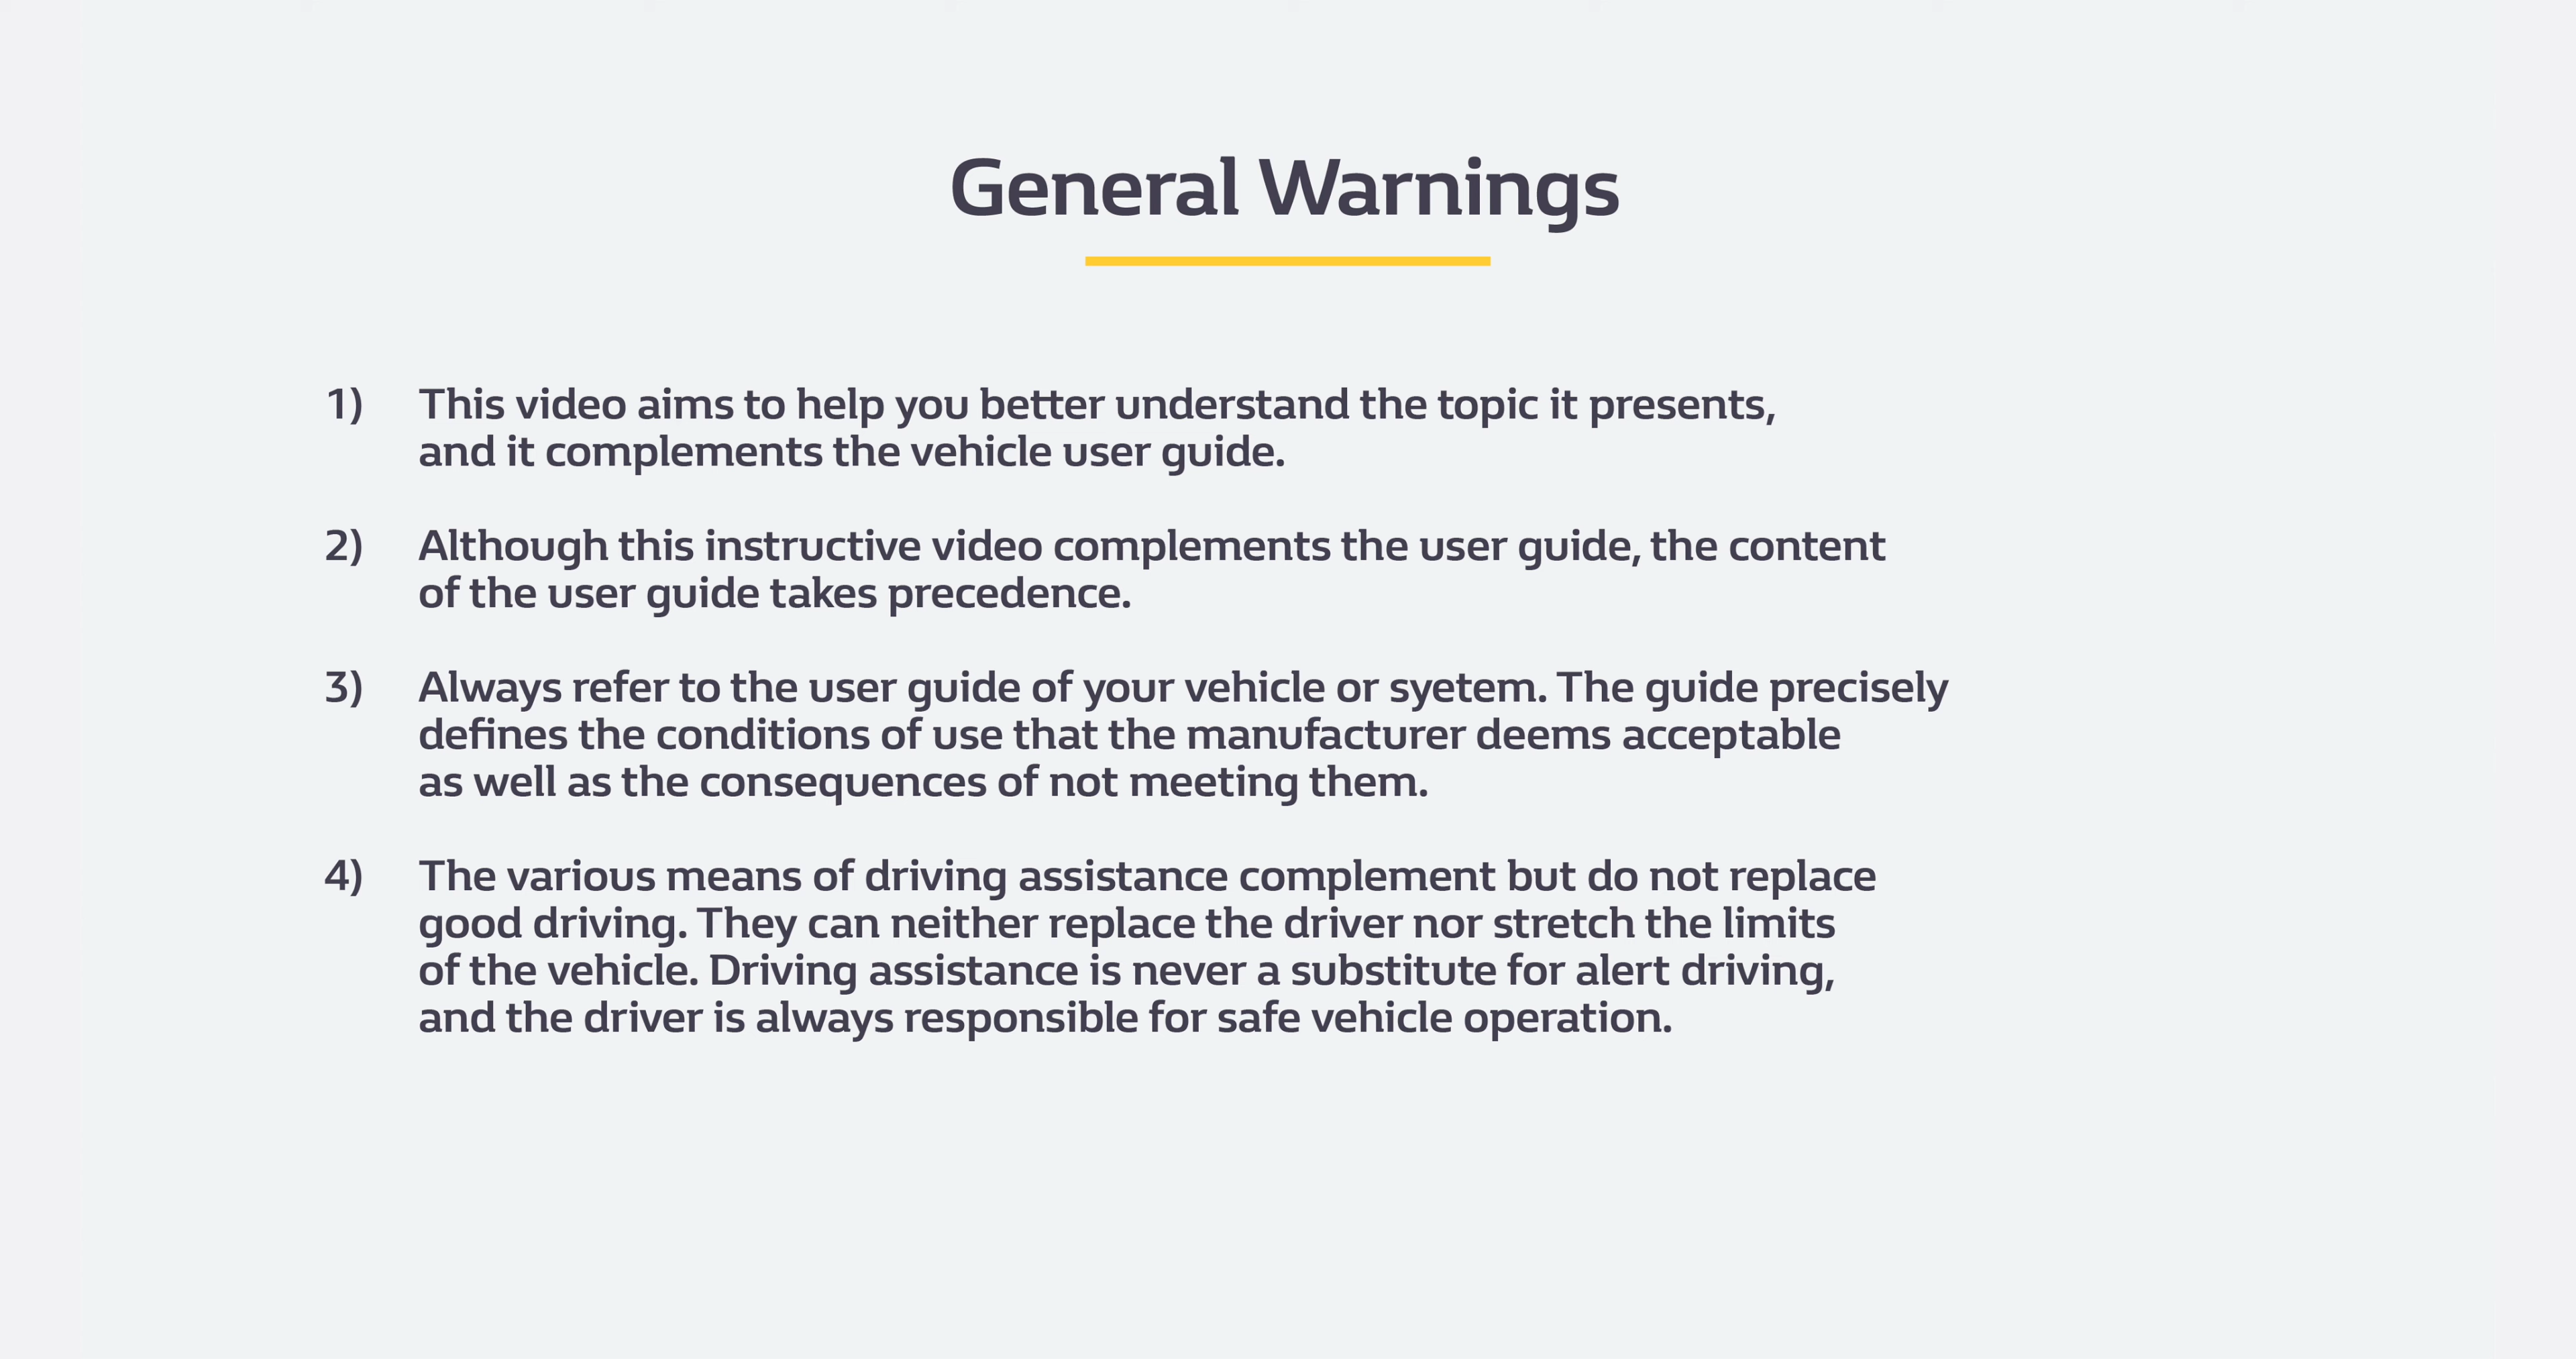 General Warnings
1) This video aims to help you better understand the topic it presents,
and it complements the vehicle user guide.
2) Although this instructive video complements the user guide, the content
of the user guide takes precedence.
3) Always refer to the user guide of your vehicle or syetem. The guide precisely
defines the conditions of use that the manufacturer deems acceptable
as well as the consequences of not meeting them.
4) The various means of driving assistance complement but do not replace
good driving. They can neither replace the driver nor stretch the limits
of the vehicle. Driving assistance is never a substitute for alert driving,
and the driver is always responsible for safe vehicle operation.